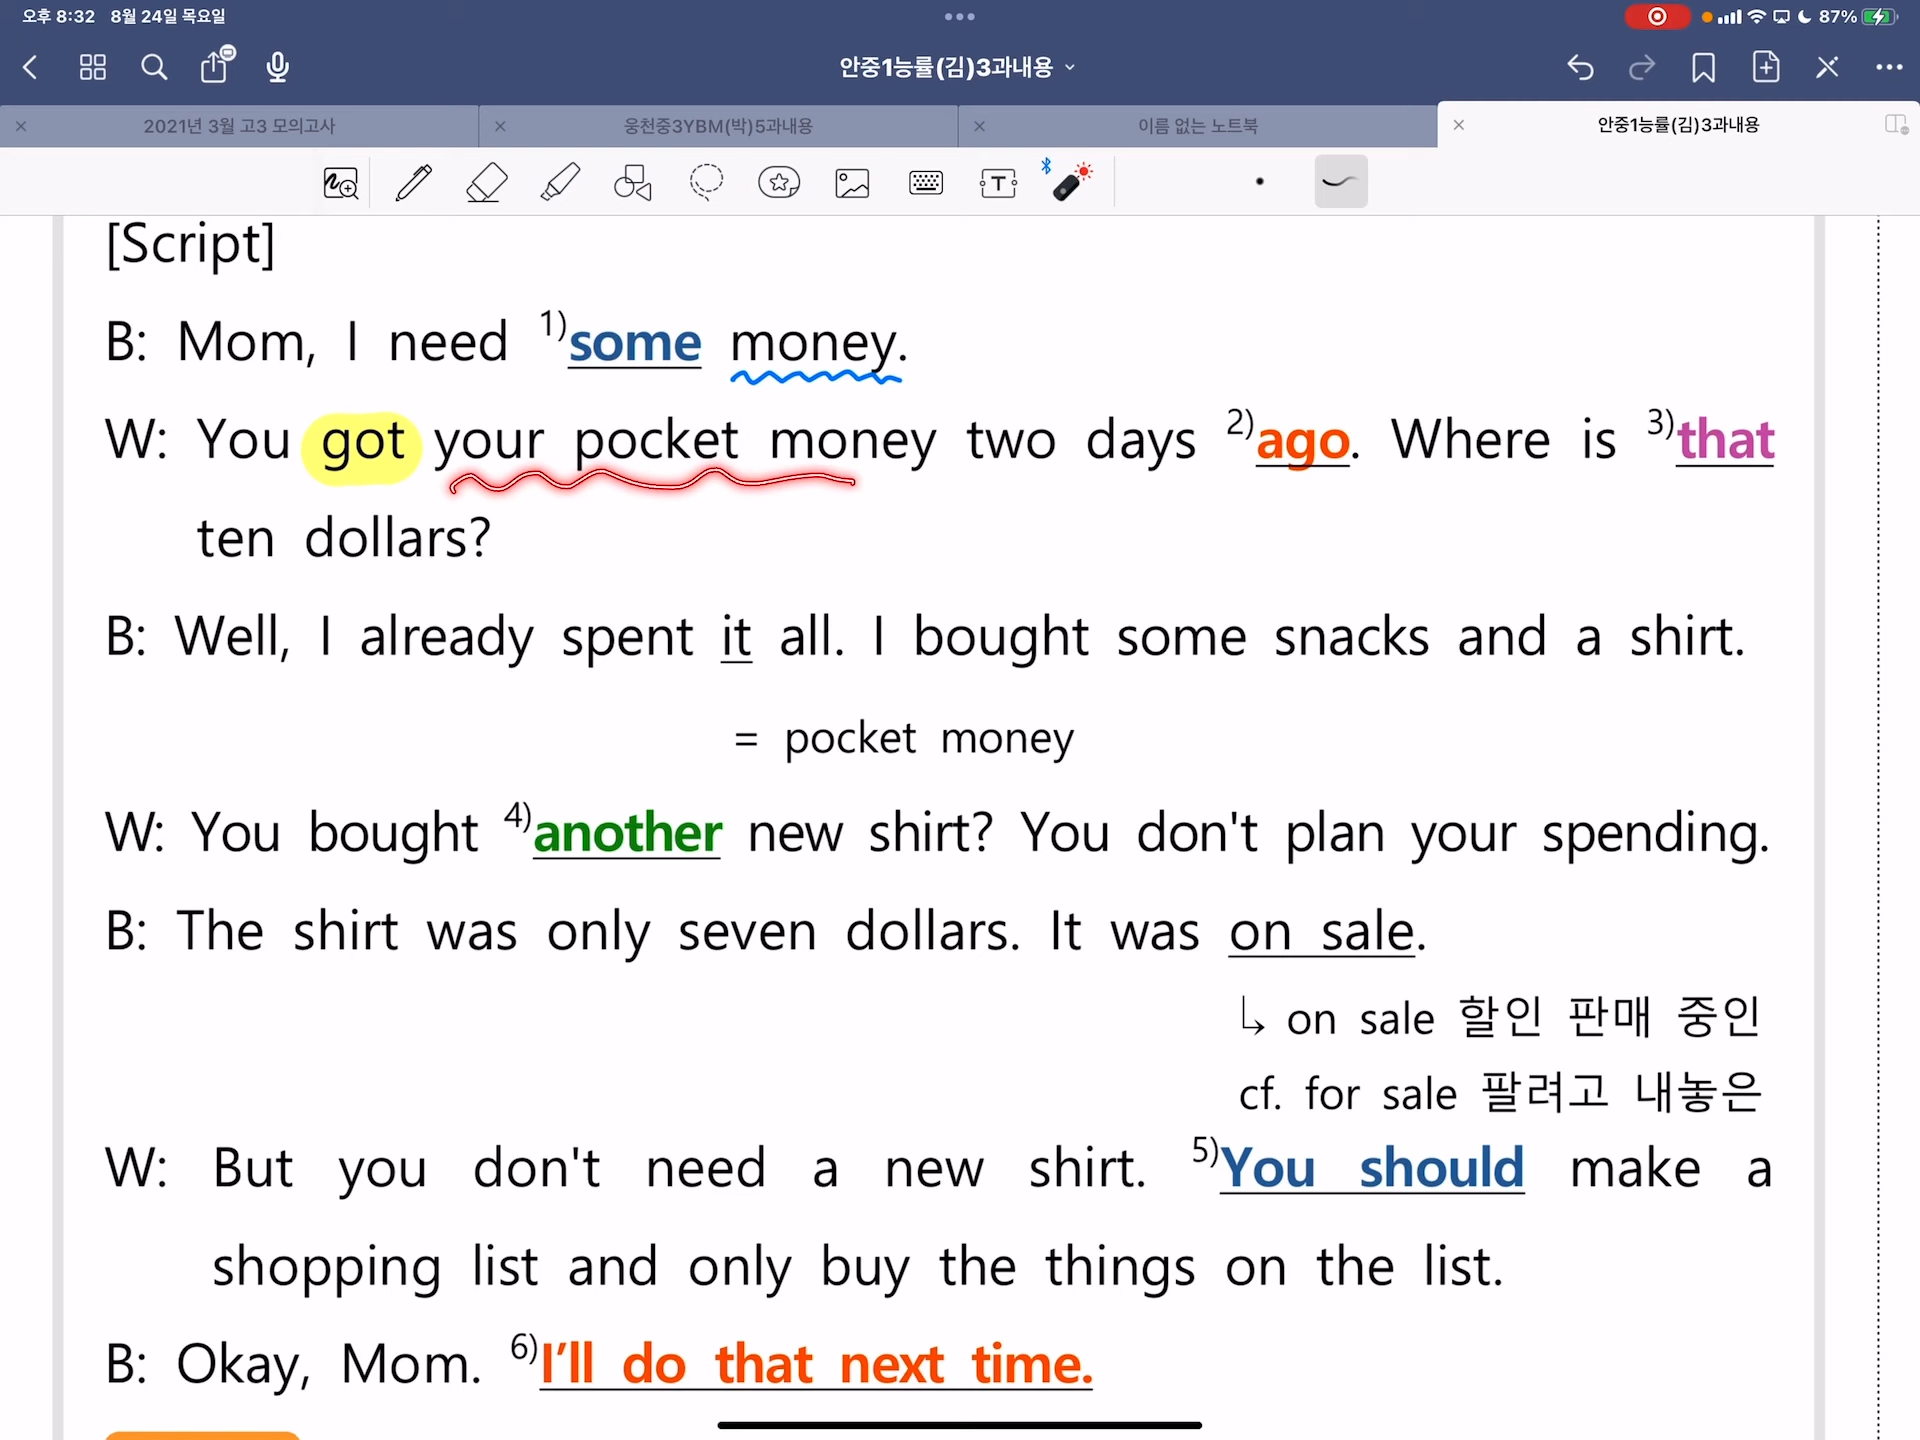 오후 8:32 8월 24일 목요일
87%
안중1능률(김)3과내용
2021년 3월 고3 모의고사
웅천중3YBM(박)5과내용
이름 없는 노트북
안중1능률(김)3과내용
[Script]
B: Mom, I need 1)some money.
W: You got your pocket money two days 2)ago. Where is 3)that
ten dollars?
B: Well, I already spent it all. I bought some snacks and a shirt.
= pocket money
W: You bought 4)another new shirt? You don't plan your spending.
B: The shirt was only seven dollars. It was on sale.
↳ on sale 할인 판매 중인
cf. for sale 팔려고 내놓은
W: But you don't need a new shirt. 5)You should make a
shopping list and only buy the things on the list.
B: Okay, Mom. 6)I’ll do that next time.